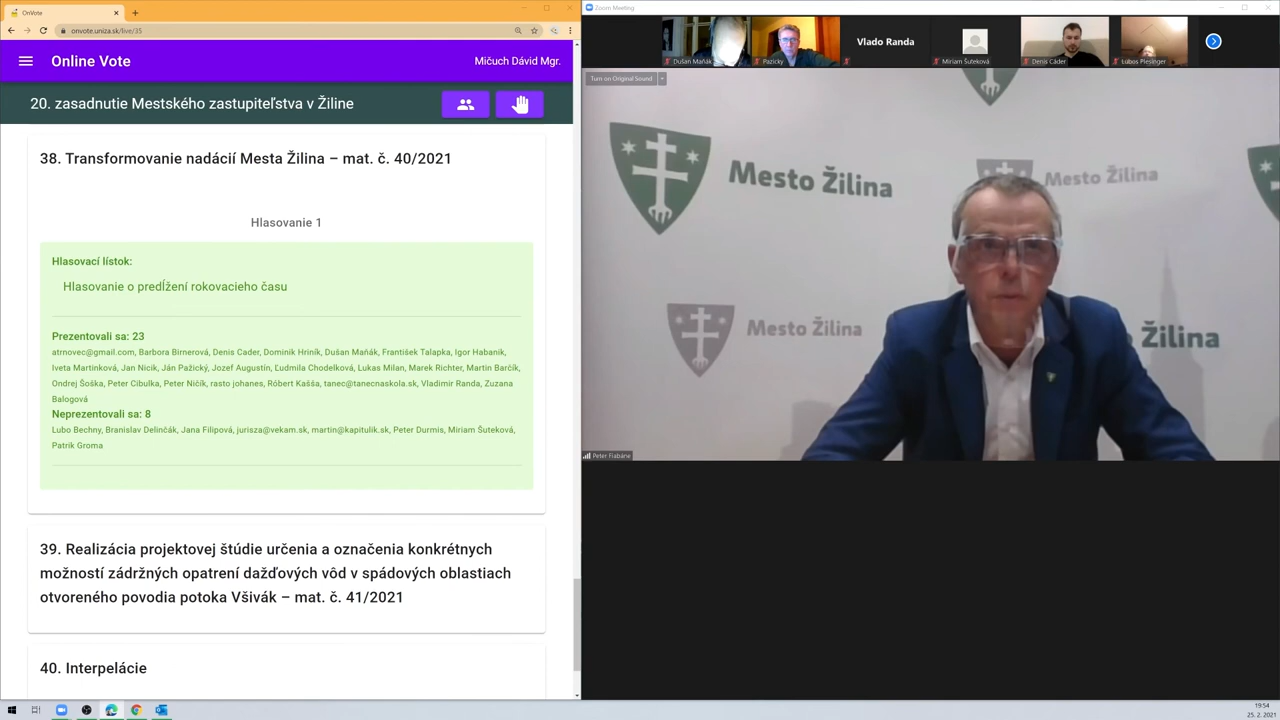 OnVote
onvote.uniza.sk/live/35
Online Vote
Mičuch Dávid Mgr.
20. zasadnutie Mestského zastupiteľstva v Žiline
38. Transformovanie nadácií Mesta Žilina – mat. č. 40/2021
Hlasovanie 1
Hlasovací lístok:
Hlasovanie o predĺžení rokovacieho času
Prezentovali sa: 23
atrnovec@gmail.com, Barbora Birnerová, Denis Cader, Dominik Hriník, Dušan Maňák, František Talapka, Igor Habaník,
Iveta Martinková, Jan Nicik, Ján Pažický, Jozef Augustín, Ľudmila Chodelková, Lukas Milan, Marek Richter, Martin Barčík,
Ondrej Šoška, Peter Cibulka, Peter Ničík, rasto johanes, Róbert Kašša, tanec@tanecnaskola.sk, Vladimir Randa, Zuzana
Balogová
Neprezentovali sa: 8
Lubo Bechny, Branislav Delinčák, Jana Filipová, jurisza@vekam.sk, martin@kapitulik.sk, Peter Durmis, Miriam Šuteková,
Patrik Groma
39. Realizácia projektovej štúdie určenia a označenia konkrétnych
možností zádržných opatrení dažďových vôd v spádových oblastiach
otvoreného povodia potoka Všivák – mat. č. 41/2021
40. Interpelácie
Zoom Meeting
Dušan Maňák
Pazicky
Vlado Randa
Miriam Šuteková
Denis Cáder
Ľubos Plesinger
Turn on Original Sound
Mesto Žilina
Mesto Žilina
Mesto Žilina
Žilina
Peter Fiabáne
19:54
25. 2. 2021